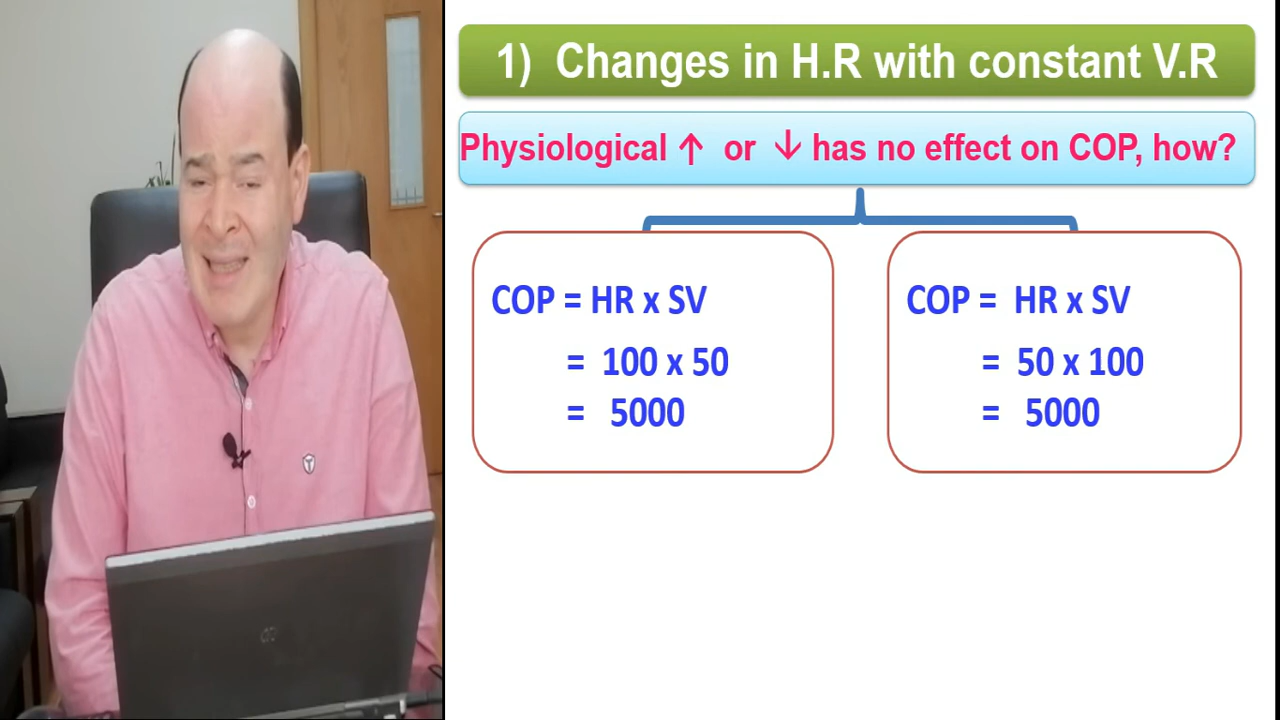 1) Changes in H.R with constant V.R
Physiological ↑ or ↓ has no effect on COP, how?
COP = HR x SV
= 100 x 50
= 5000
COP = HR x SV
= 50 x 100
= 5000